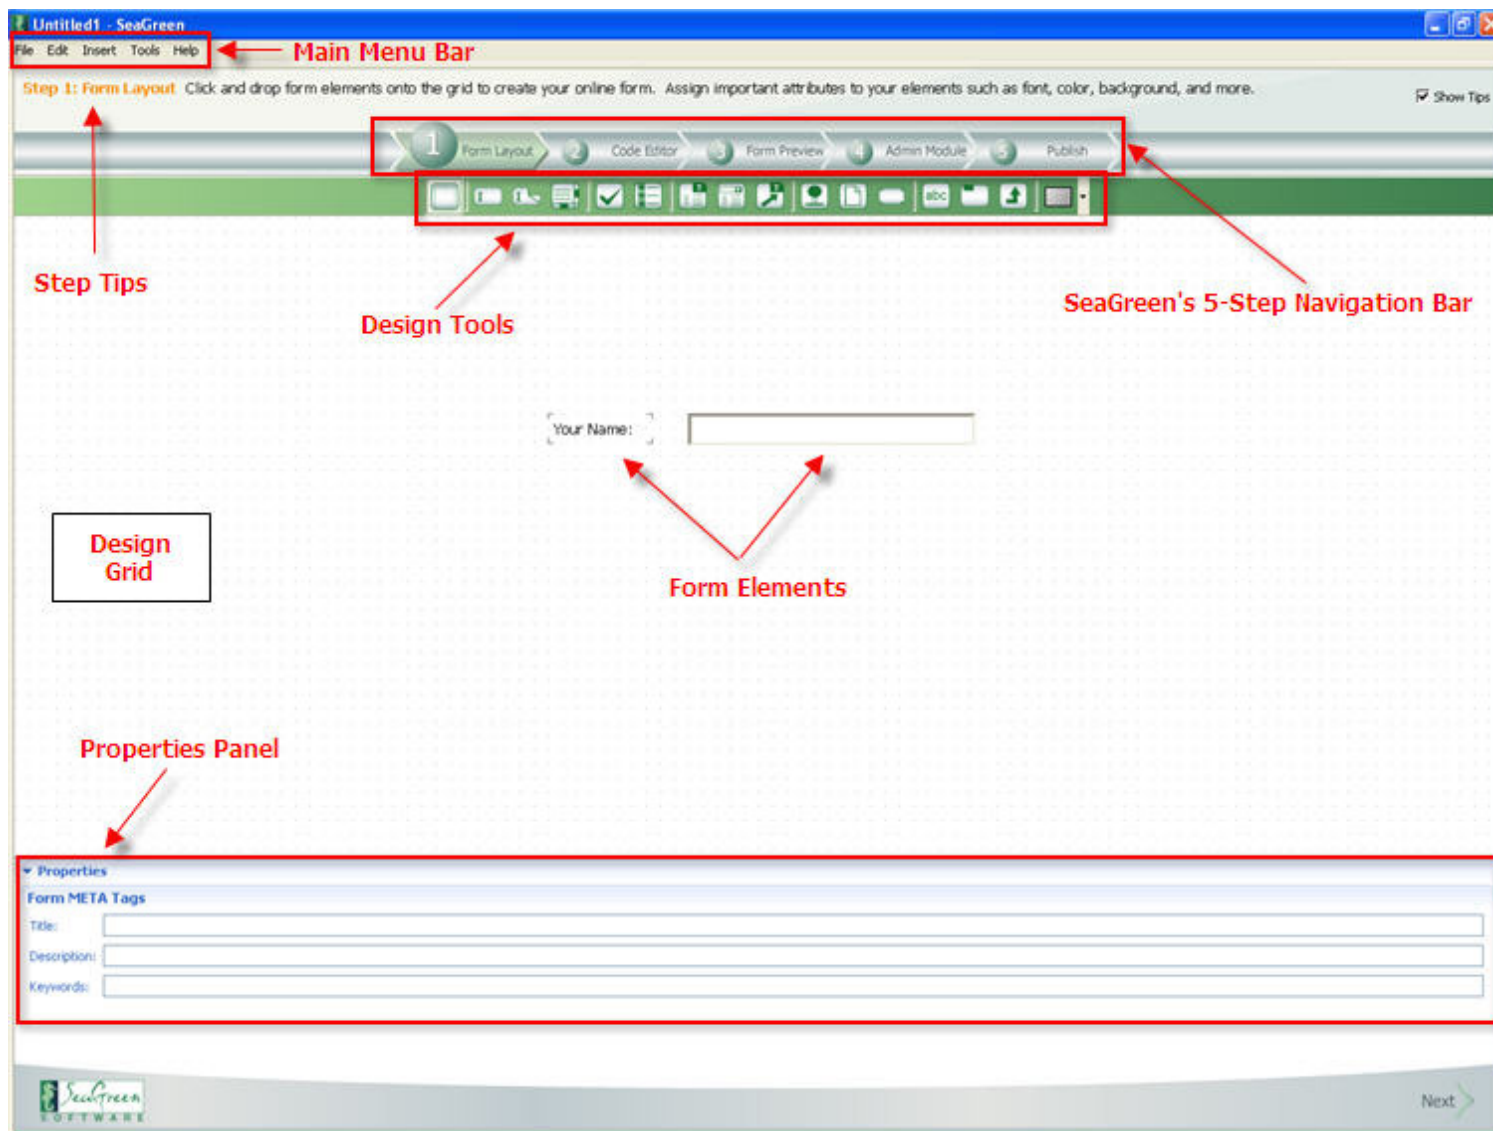 Untitled1 - SeaGreen
File Edit Insert Tools Help
Main Menu Bar
Step 1: Form Layout Click and drop form elements onto the grid to create your online form. Assign important attributes to your elements such as font, color, background, and more.
Show Tips
1 Form Layout 2 Code Editor 3 Form Preview 4 Admin Module 5 Publish
abc
Step Tips
Design Tools
SeaGreen's 5-Step Navigation Bar
Your Name:
Design
Grid
Form Elements
Properties Panel
Properties
Form META Tags
Title:
Description:
Keywords:
SeaGreen
SOFTWARE
Next